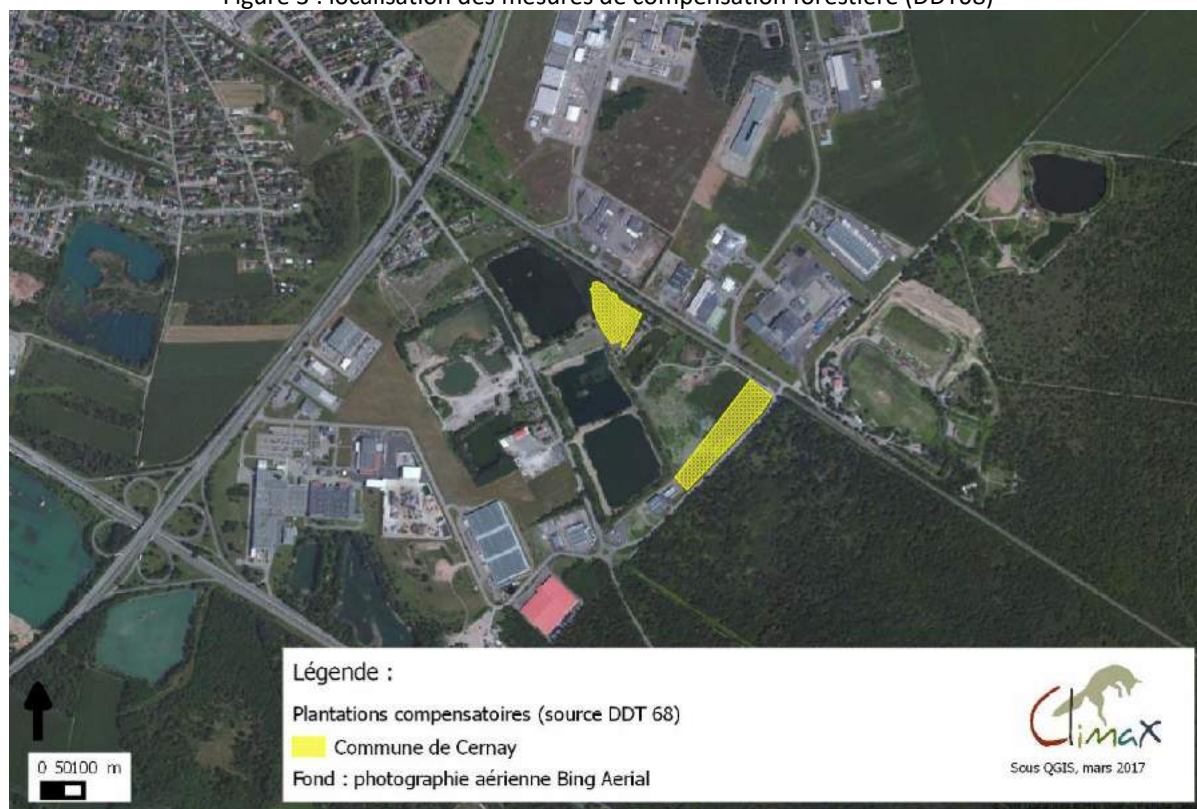 Figure 3 : localisation des mesures de compensation forestière (DDT68)
Légende :
Plantations compensatoires (source DDT 68)
Commune de Cernay
Fond : photographie aérienne Bing Aerial
0 50100 m
Climax
Sous QGIS, mars 2017